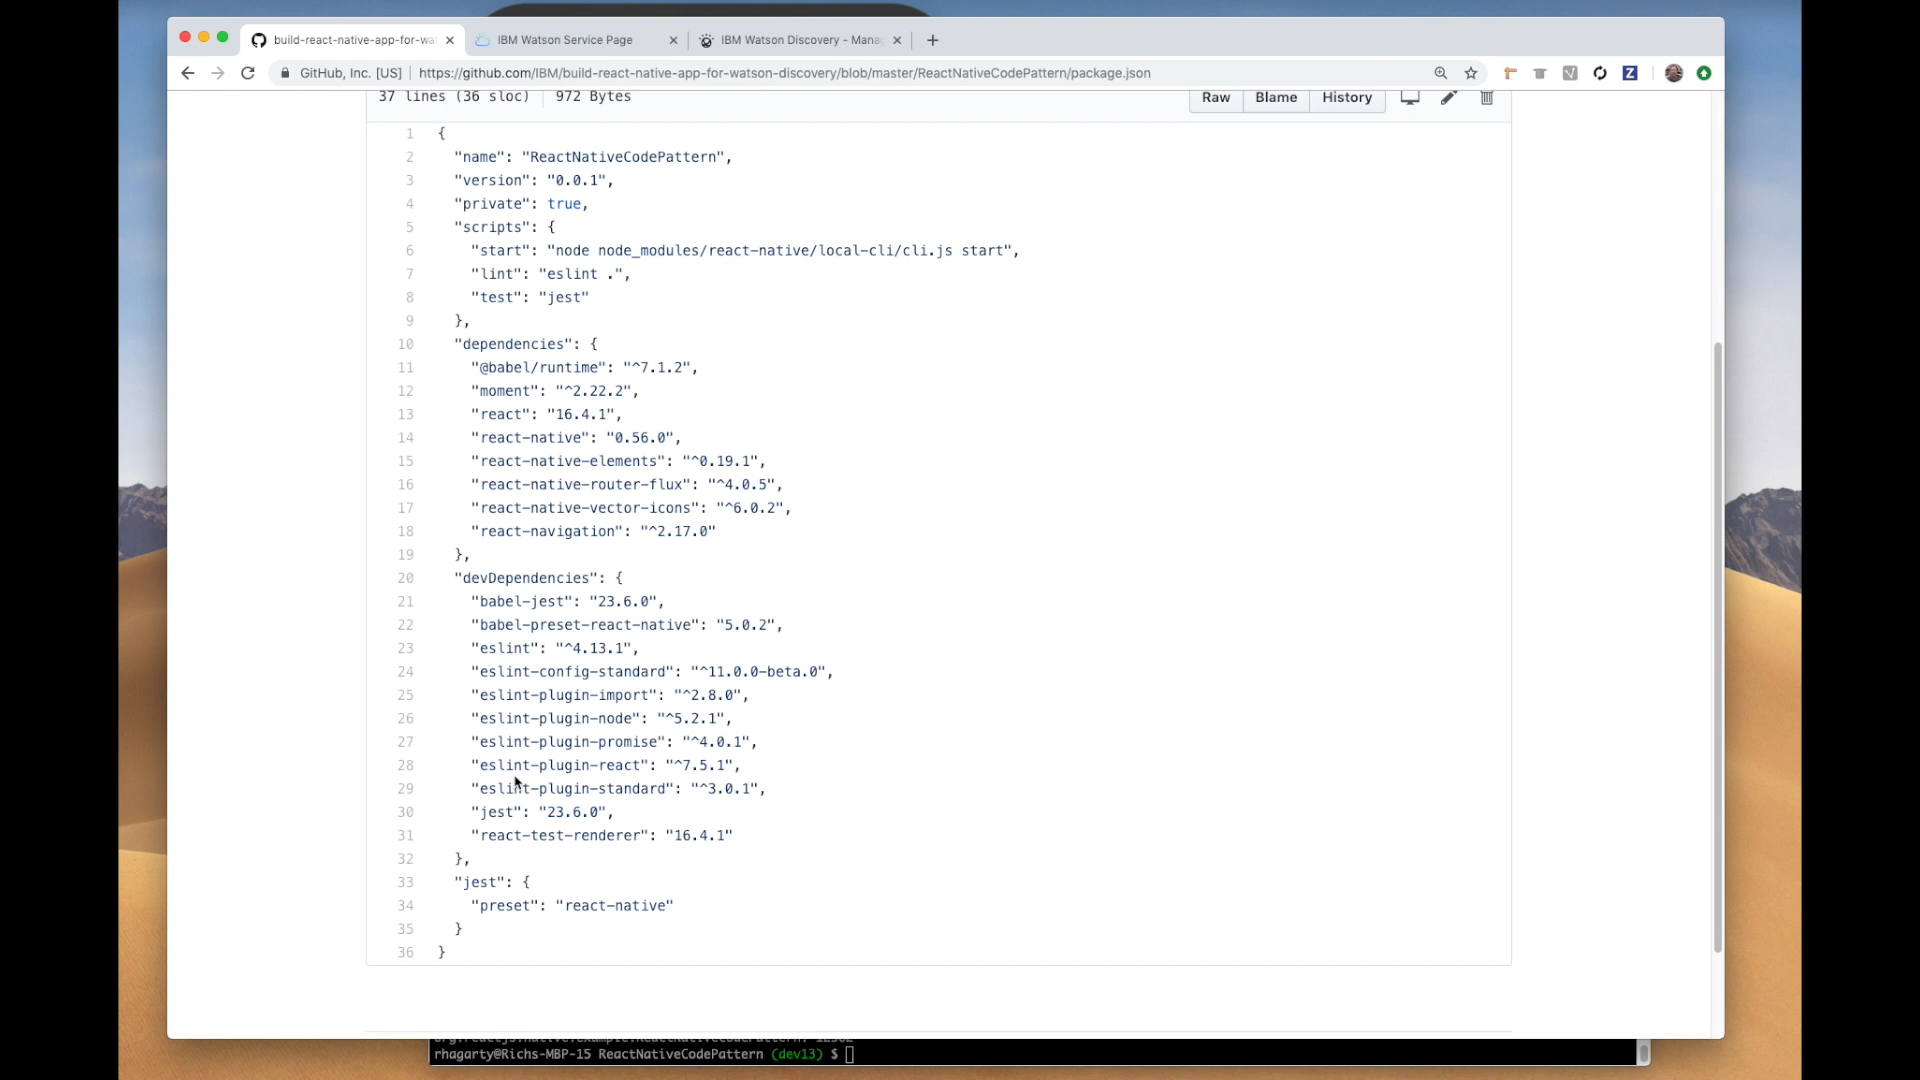 build-react-native-app-for-wa
IBM Watson Service Page
IBM Watson Discovery - Mana
GitHub, Inc. [US]
https://github.com/IBM/build-react-native-app-for-watson-discovery/blob/master/ReactNativeCodePattern/package.json
37 lines (36 sloc) 972 Bytes
Raw Blame History
1 {
2 "name": "ReactNativeCodePattern",
3 "version": "0.0.1",
4 "private": true,
5 "scripts": {
6 "start": "node node_modules/react-native/local-cli/cli.js start",
7 "lint": "eslint .",
8 "test": "jest"
9 },
10 "dependencies": {
11 "@babel/runtime": "^7.1.2",
12 "moment": "^2.22.2",
13 "react": "16.4.1",
14 "react-native": "0.56.0",
15 "react-native-elements": "^0.19.1",
16 "react-native-router-flux": "^4.0.5",
17 "react-native-vector-icons": "^6.0.2",
18 "react-navigation": "^2.17.0"
19 },
20 "devDependencies": {
21 "babel-jest": "23.6.0",
22 "babel-preset-react-native": "5.0.2",
23 "eslint": "^4.13.1",
24 "eslint-config-standard": "^11.0.0-beta.0",
25 "eslint-plugin-import": "^2.8.0",
26 "eslint-plugin-node": "^5.2.1",
27 "eslint-plugin-promise": "^4.0.1",
28 "eslint-plugin-react": "^7.5.1",
29 "eslint-plugin-standard": "^3.0.1",
30 "jest": "23.6.0",
31 "react-test-renderer": "16.4.1"
32 },
33 "jest": {
34 "preset": "react-native"
35 }
36 }
rhagarty@Richs-MBP-15 ReactNativeCodePattern (dev13) $